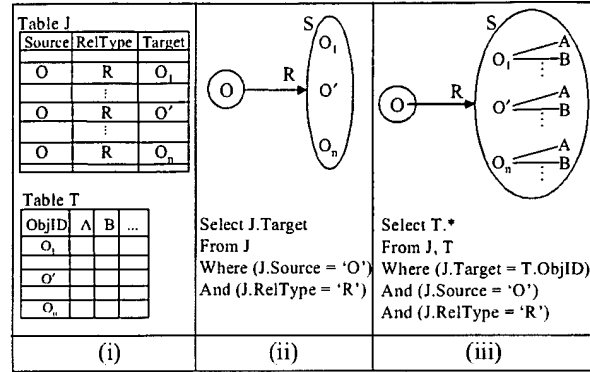 Table J
Source RelType Target
O R O1
⋮
O R O′
⋮
O R On
Table T
ObjID A B ...
O1
O′
On
(i)
S
O1
O R O′
On
Select J.Target
From J
Where (J.Source = ‘O’)
And (J.RelType = ‘R’)
(ii)
S
A
O1 B
⋮
A
O R O′ B
⋮
A
On B
⋮
Select T.*
From J, T
Where (J.Target = T.ObjID)
And (J.Source = ‘O’)
And (J.RelType = ‘R’)
(iii)